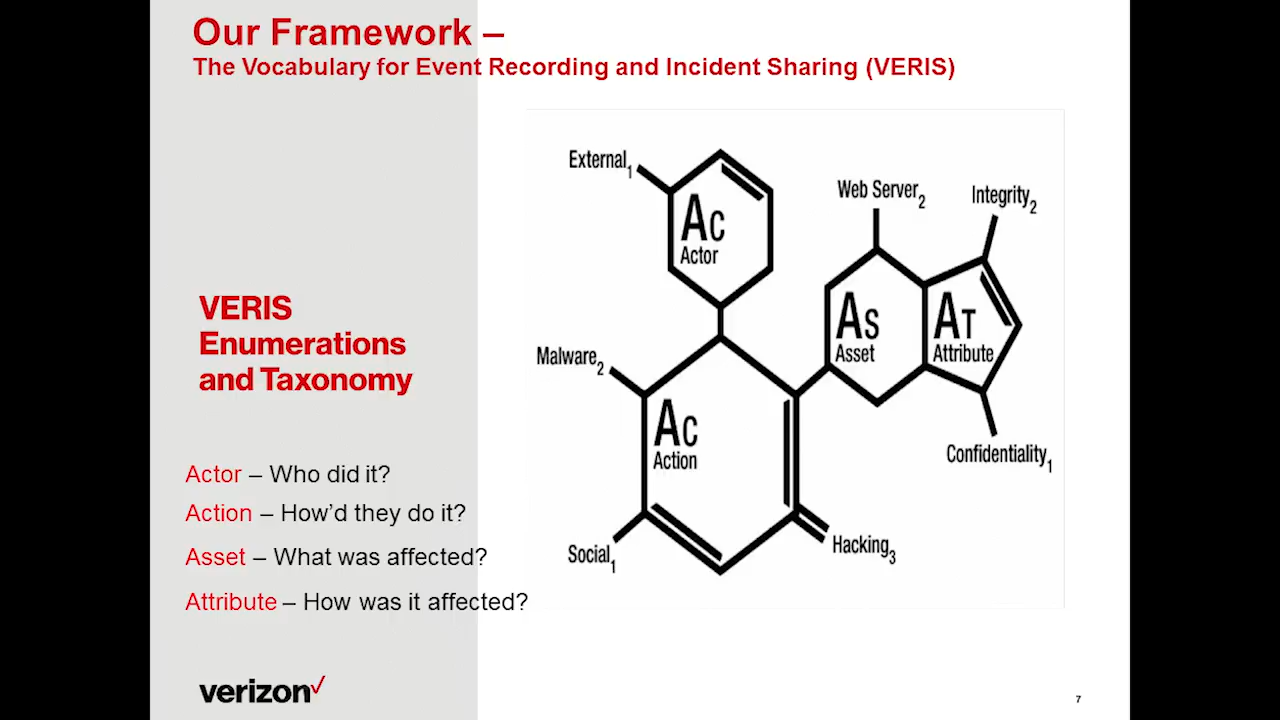 Our Framework –
The Vocabulary for Event Recording and Incident Sharing (VERIS)
VERIS
Enumerations
and Taxonomy
Actor – Who did it?
Action – How’d they do it?
Asset – What was affected?
Attribute – How was it affected?
verizon✓
External1
Ac
Actor
Web Server2
Integrity2
As
Asset
AT
Attribute
Malware2
Ac
Action
Confidentiality1
Social1
Hacking3
7